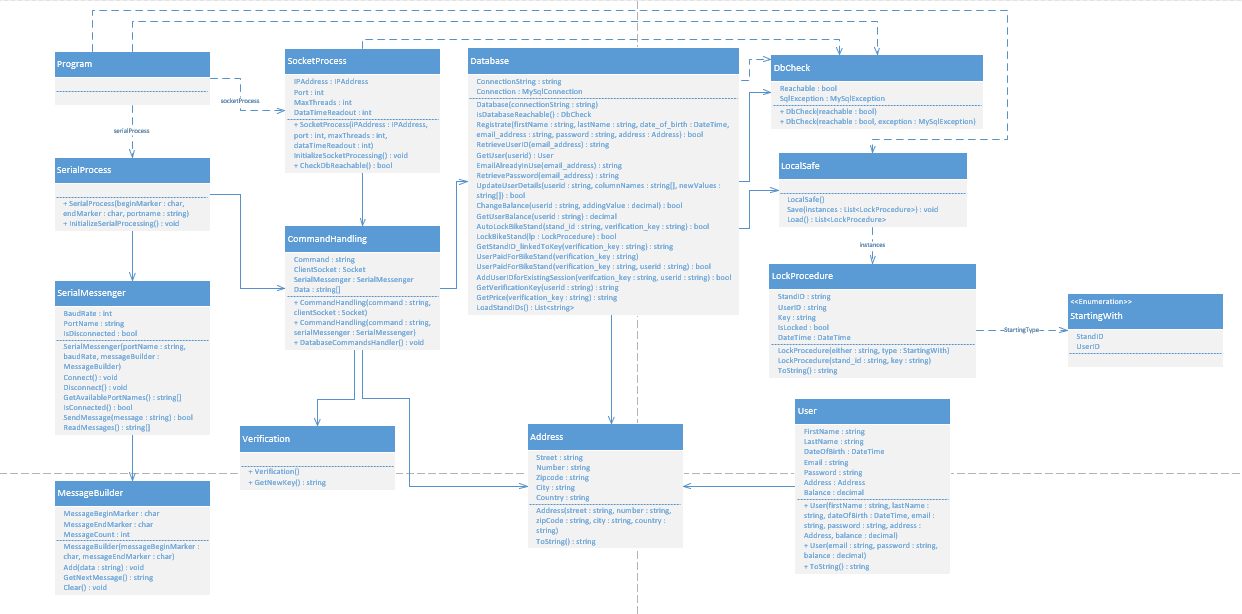 Program
socketProcess
serialProcess
SerialProcess
+ SerialProcess(beginMarker : char,
endMarker : char, portname : string)
+ InitializeSerialProcessing() : void
SerialMessenger
BaudRate : int
PortName : string
IsDisconnected : bool
SerialMessenger(portName : string,
baudRate, messageBuilder :
MessageBuilder)
Connect() : void
Disconnect() : void
GetAvailablePortNames() : string[]
IsConnected() : bool
SendMessage(message : string) : bool
ReadMessages() : string[]
MessageBuilder
MessageBeginMarker : char
MessageEndMarker : char
MessageCount : int
MessageBuilder(messageBeginMarker :
char, messageEndMarker : char)
Add(data : string) : void
GetNextMessage() : string
Clear() : void
SocketProcess
IPAddress : IPAddress
Port : int
MaxThreads : int
DataTimeReadout : int
+ SocketProcess(iPAddress : IPAddress,
port : int, maxThreads : int,
dataTimeReadout : int)
InitializeSocketProcessing() : void
+ CheckDbReachable() : bool
CommandHandling
Command : string
ClientSocket : Socket
SerialMessenger : SerialMessenger
Data : string[]
+ CommandHandling(command : string,
clientSocket : Socket)
+ CommandHandling(command : string,
serialMessenger : SerialMessenger)
+ DatabaseCommandsHandler() : void
Verification
+ Verification()
+ GetNewKey() : string
Database
ConnectionString : string
Connection : MySqlConnection
Database(connectionString : string)
IsDatabaseReachable() : DbCheck
Registrate(firstName : string, lastName : string, date_of_birth : DateTime,
email_address : string, password : string, address : Address) : bool
RetrieveUserID(email_address) : string
GetUser(userid) : User
EmailAlreadyInUse(email_address) : string
RetrievePassword(email_address) : string
UpdateUserDetails(userid : string, columnNames : string[], newValues :
string[]) : bool
ChangeBalance(userid : string, addingValue : decimal) : bool
GetUserBalance(userid : string) : decimal
AutoLockBikeStand(stand_id : string, verification_key : string) : bool
LockBikeStand(lp : LockProcedure) : bool
GetStandID_linkedToKey(verification_key : string) : string
UserPaidForBikeStand(verification_key : string)
UserPaidForBikeStand(verification_key : string, userid : string) : bool
AddUserIDforExistingSession(verifcation_key : string, userid : string) : bool
GetVerificationKey(userid : string) : string
GetPrice(verification_key : string) : string
LoadStandIDs() : List<string>
Address
Street : string
Number : string
Zipcode : string
City : string
Country : string
Address(street : string, number : string,
zipCode : string, city : string, country :
string)
ToString() : string
DbCheck
Reachable : bool
SqlException : MySqlException
+ DbCheck(reachable : bool)
+ DbCheck(reachable : bool, exception : MySqlException)
LocalSafe
LocalSafe()
Save(instances : List<LockProcedure>) : void
Load() : List<LockProcedure>
instances
LockProcedure
StandID : string
UserID : string
Key : string
IsLocked : bool
DateTime : DateTime
LockProcedure(either : string, type : StartingWith)
LockProcedure(stand_id : string, key : string)
ToString() : string
StartingType
<<Enumeration>>
StartingWith
StandID
UserID
User
FirstName : string
LastName : string
DateOfBirth : DateTime
Email : string
Password : string
Address : Address
Balance : decimal
+ User(firstName : string, lastName :
string, dateOfBirth : DateTime, email :
string, password : string, address :
Address, balance : decimal)
+ User(email : string, password : string,
balance : decimal)
+ ToString() : string